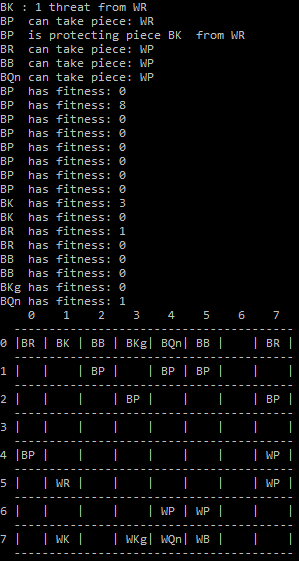 BK : 1 threat from WR
BP can take piece: WR
BP is protecting piece BK from WR
BR can take piece: WP
BB can take piece: WP
BQn can take piece: WP
BP has fitness: 0
BP has fitness: 8
BP has fitness: 0
BP has fitness: 0
BP has fitness: 0
BP has fitness: 0
BP has fitness: 0
BP has fitness: 0
BK has fitness: 3
BK has fitness: 0
BR has fitness: 1
BR has fitness: 0
BB has fitness: 0
BB has fitness: 0
BKg has fitness: 0
BQn has fitness: 1
0 1 2 3 4 5 6 7
0 |BR | BK | BB | BKg| BQn| BB | | BR |
1 | | | BP | | BP | BP | | |
2 | | | | BP | | | | BP |
3 | | | | | | | | |
4 |BP | | | | | | | WP |
5 | | WR | | | | | | WP |
6 | | | | | WP | WP | | |
7 | | WK | | WKg| WQn| WB | | |